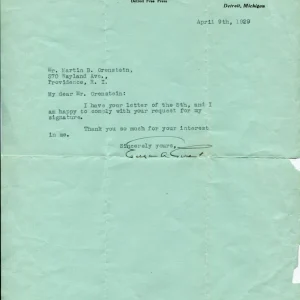 Detroit Free Press
Detroit, Michigan
April 9th, 1929
Mr. Martin B. Orenstein,
270 Wayland Ave.,
Providence, R. I.
My Dear Mr. Orenstein:
I have your letter of the 6th, and I
am happy to comply with your request for my
signature.
Thank you so much for your interest
in me.
Sincerely yours,